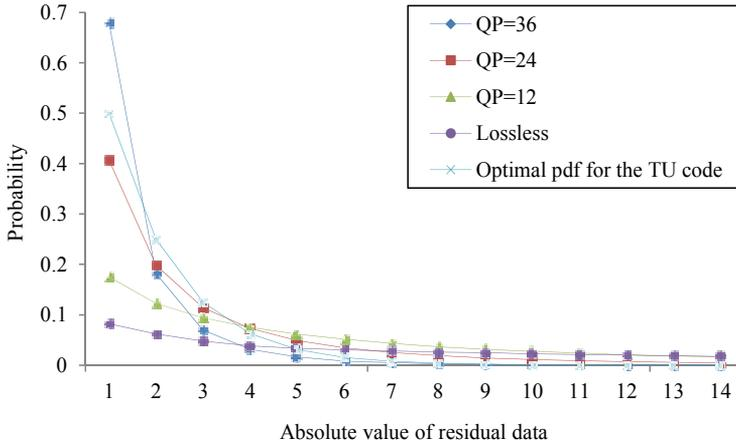 0.7
0.6
0.5
0.4
0.3
0.2
0.1
0
Probability
QP=36
QP=24
QP=12
Lossless
Optimal pdf for the TU code
1 2 3 4 5 6 7 8 9 10 11 12 13 14
Absolute value of residual data